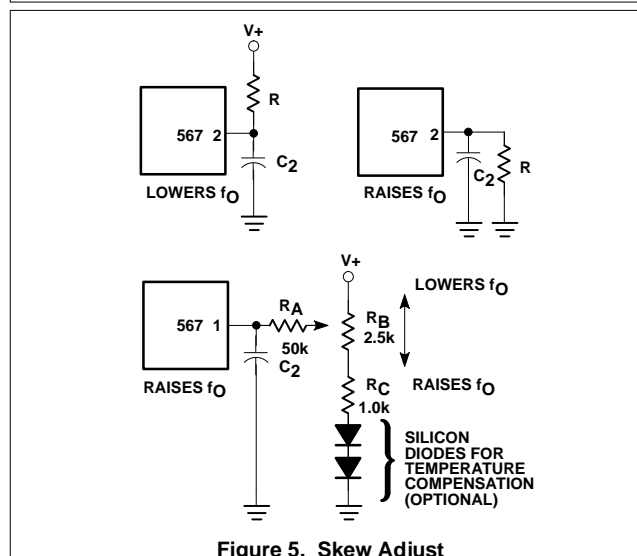 V+
R
567 2
C2
LOWERS fO
567 2
C2
R
RAISES fO
V+
LOWERS fO
RA
567 1
50k
C2
RAISES fO
RB
2.5k
RAISES fO
RC
1.0k
SILICON
DIODES FOR
TEMPERATURE
COMPENSATION
(OPTIONAL)
Figure 5. Skew Adjust